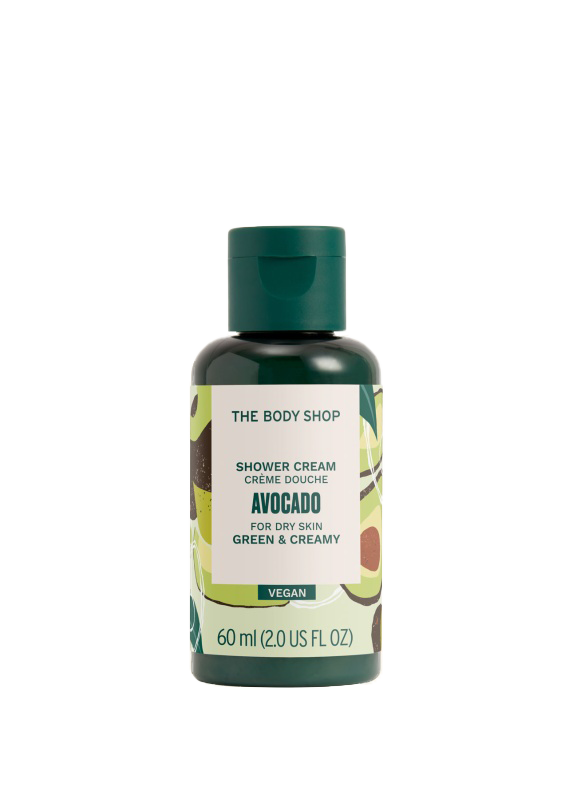 THE BODY SHOP
SHOWER CREAM
CRÈME DOUCHE
AVOCADO
FOR DRY SKIN
GREEN & CREAMY
VEGAN
60 ml (2.0 US FL OZ)